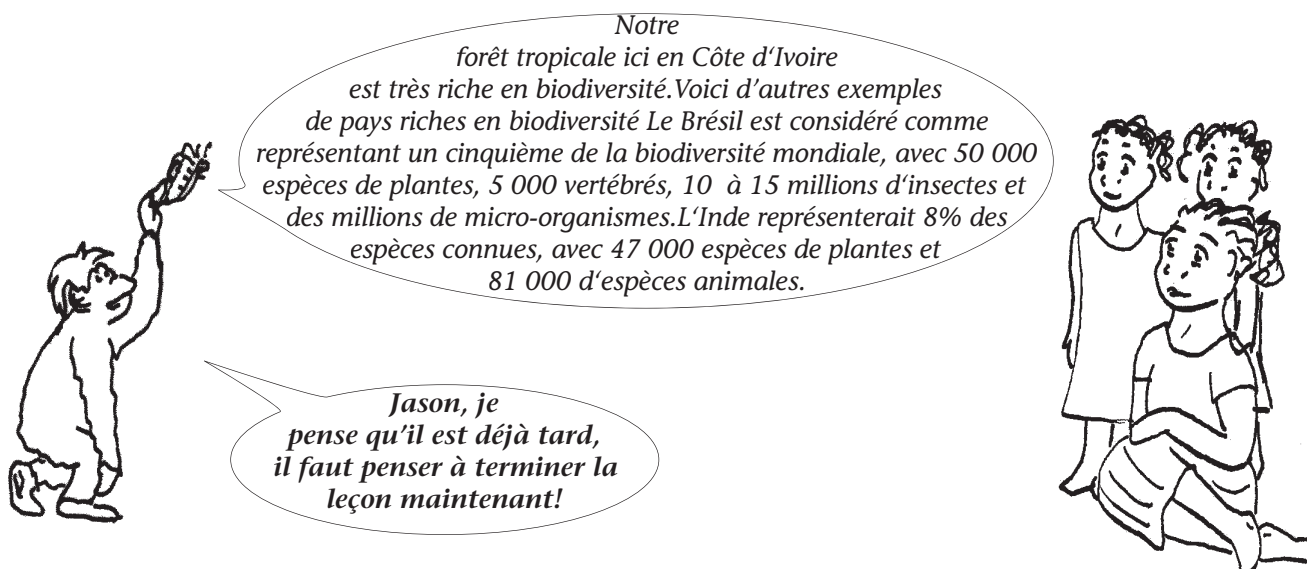 Notre
forêt tropicale ici en Côte d‘Ivoire
est très riche en biodiversité.Voici d’autres exemples
de pays riches en biodiversité Le Brésil est considéré comme
représentant un cinquième de la biodiversité mondiale, avec 50 000
espèces de plantes, 5 000 vertébrés, 10 à 15 millions d‘insectes et
des millions de micro-organismes.L‘Inde représenterait 8% des
espèces connues, avec 47 000 espèces de plantes et
81 000 d‘espèces animales.
Jason, je
pense qu’il est déjà tard,
il faut penser à terminer la
leçon maintenant!